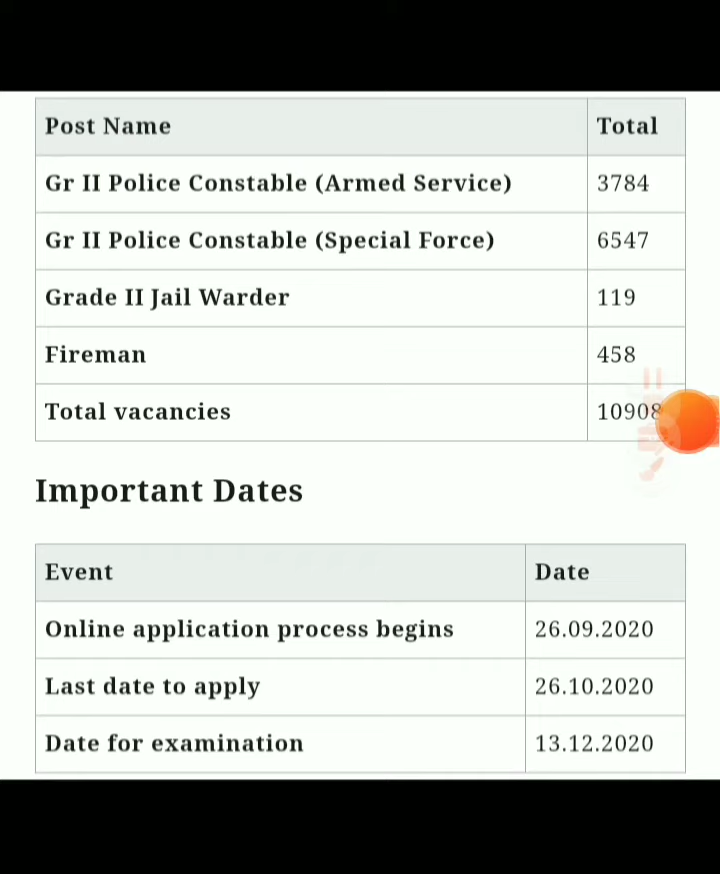 Post Name Total
Gr II Police Constable (Armed Service) 3784
Gr II Police Constable (Special Force) 6547
Grade II Jail Warder 119
Fireman 458
Total vacancies 10908
Important Dates
Event Date
Online application process begins 26.09.2020
Last date to apply 26.10.2020
Date for examination 13.12.2020